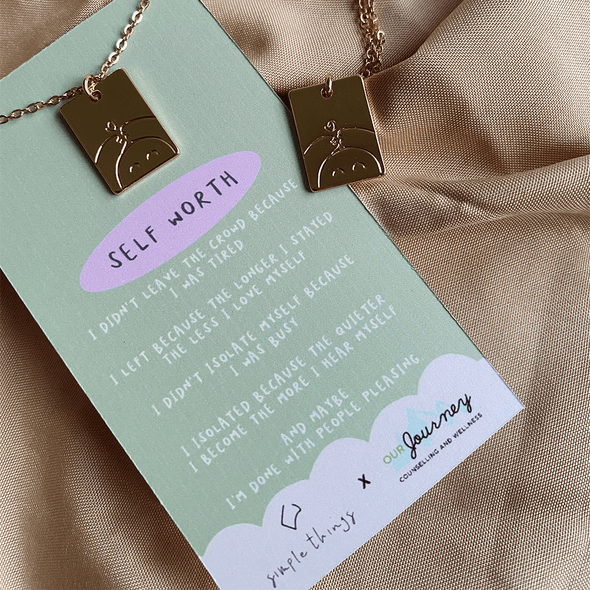 SELF WORTH
I DIDN'T LEAVE THE CROWD BECAUSE
I WAS TIRED
I LEFT BECAUSE THE LONGER I STAYED
THE LESS I LOVE MYSELF
I DIDN'T ISOLATE MYSELF BECAUSE
I WAS BUSY
I ISOLATED BECAUSE THE QUIETER
I BECOME THE MORE I HEAR MYSELF
AND MAYBE
I'M DONE WITH PEOPLE PLEASING
simple things
x
OUR Journey
COUNSELLING AND WELLNESS